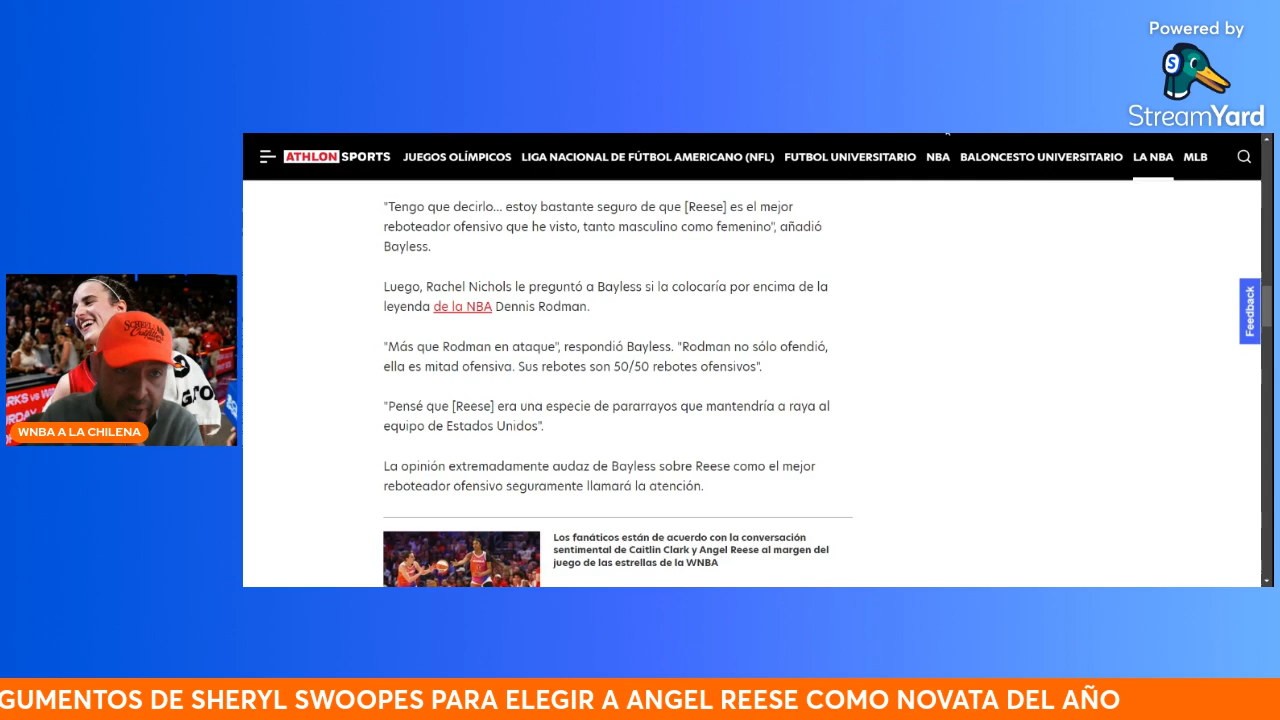 Powered by
StreamYard
ATHLON SPORTS
JUEGOS OLÍMPICOS
LIGA NACIONAL DE FÚTBOL AMERICANO (NFL)
FUTBOL UNIVERSITARIO
NBA
BALONCESTO UNIVERSITARIO
LA NBA
MLB
"Tengo que decirlo... estoy bastante seguro de que [Reese] es el mejor
reboteador ofensivo que he visto, tanto masculino como femenino", añadió
Bayless.
Luego, Rachel Nichols le preguntó a Bayless si la colocaría por encima de la
leyenda de la NBA Dennis Rodman.
"Más que Rodman en ataque", respondió Bayless. "Rodman no sólo ofendió,
ella es mitad ofensiva. Sus rebotes son 50/50 rebotes ofensivos".
"Pensé que [Reese] era una especie de pararrayos que mantendría a raya al
equipo de Estados Unidos".
La opinión extremadamente audaz de Bayless sobre Reese como el mejor
reboteador ofensivo seguramente llamará la atención.
Los fanáticos están de acuerdo con la conversación
sentimental de Caitlin Clark y Angel Reese al margen del
juego de las estrellas de la WNBA
Feedback
WNBA A LA CHILENA
GUMENTOS DE SHERYL SWOOPES PARA ELEGIR A ANGEL REESE COMO NOVATA DEL AÑO